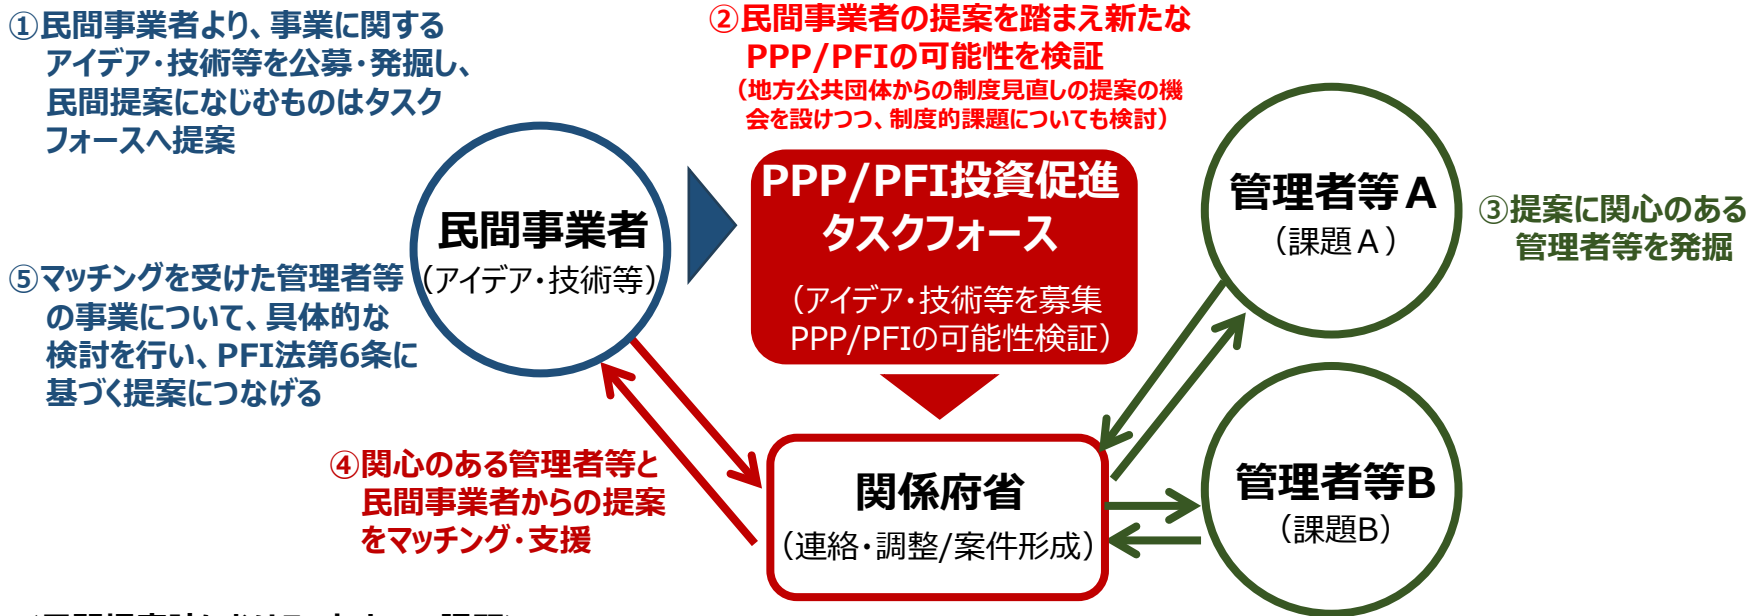 ①民間事業者より、事業に関する
アイデア・技術等を公募・発掘し、
民間提案になじむものはタスク
フォースへ提案
②民間事業者の提案を踏まえ新たな
PPP/PFIの可能性を検証
（地方公共団体からの制度見直しの提案の機
会を設けつつ、制度的課題についても検討）
民間事業者
（アイデア・技術等）
PPP/PFI投資促進
タスクフォース
（アイデア・技術等を募集
PPP/PFIの可能性検証）
管理者等A
（課題A）
③提案に関心のある
管理者等を発掘
⑤マッチングを受けた管理者等
の事業について、具体的な
検討を行い、PFI法第6条に
基づく提案につなげる
④関心のある管理者等と
民間事業者からの提案
をマッチング・支援
関係府省
（連絡・調整/案件形成）
管理者等B
（課題B）